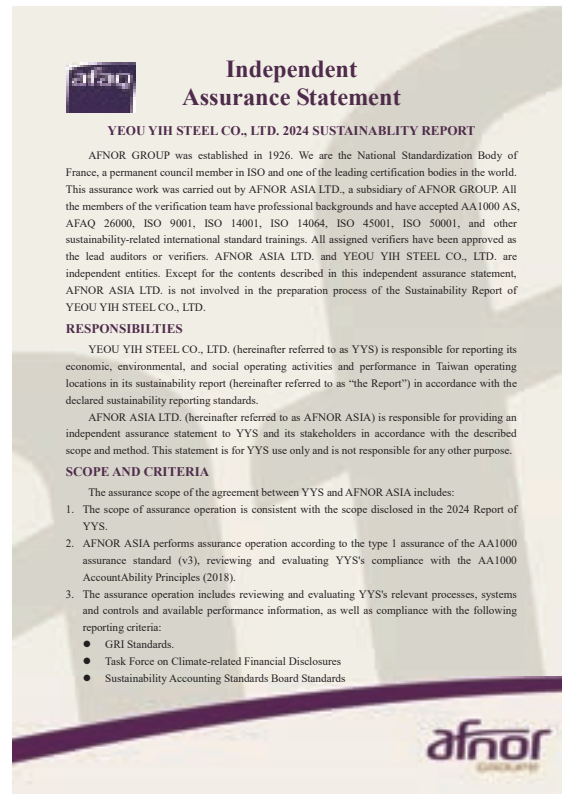 afaq
Independent
Assurance Statement
YEOU YIH STEEL CO., LTD. 2024 SUSTAINABLITY REPORT
AFNOR GROUP was established in 1926. We are the National Standardization Body of
France, a permanent council member in ISO and one of the leading certification bodies in the world.
This assurance work was carried out by AFNOR ASIA LTD., a subsidiary of AFNOR GROUP. All
the members of the verification team have professional backgrounds and have accepted AA1000 AS,
AFAQ 26000, ISO 9001, ISO 14001, ISO 14064, ISO 45001, ISO 50001, and other
sustainability-related international standard trainings. All assigned verifiers have been approved as
the lead auditors or verifiers. AFNOR ASIA LTD. and YEOU YIH STEEL CO., LTD. are
independent entities. Except for the contents described in this independent assurance statement,
AFNOR ASIA LTD. is not involved in the preparation process of the Sustainability Report of
YEOU YIH STEEL CO., LTD.
RESPONSIBILTIES
YEOU YIH STEEL CO., LTD. (hereinafter referred to as YYS) is responsible for reporting its
economic, environmental, and social operating activities and performance in Taiwan operating
locations in its sustainability report (hereinafter referred to as “the Report”) in accordance with the
declared sustainability reporting standards.
AFNOR ASIA LTD. (hereinafter referred to as AFNOR ASIA) is responsible for providing an
independent assurance statement to YYS and its stakeholders in accordance with the described
scope and method. This statement is for YYS use only and is not responsible for any other purpose.
SCOPE AND CRITERIA
The assurance scope of the agreement between YYS and AFNOR ASIA includes:
1. The scope of assurance operation is consistent with the scope disclosed in the 2024 Report of
YYS.
2. AFNOR ASIA performs assurance operation according to the type 1 assurance of the AA1000
assurance standard (v3), reviewing and evaluating YYS's compliance with the AA1000
AccountAbility Principles (2018).
3. The assurance operation includes reviewing and evaluating YYS's relevant processes, systems
and controls and available performance information, as well as compliance with the following
reporting criteria:
● GRI Standards.
● Task Force on Climate-related Financial Disclosures
● Sustainability Accounting Standards Board Standards
afnor
GROUPE